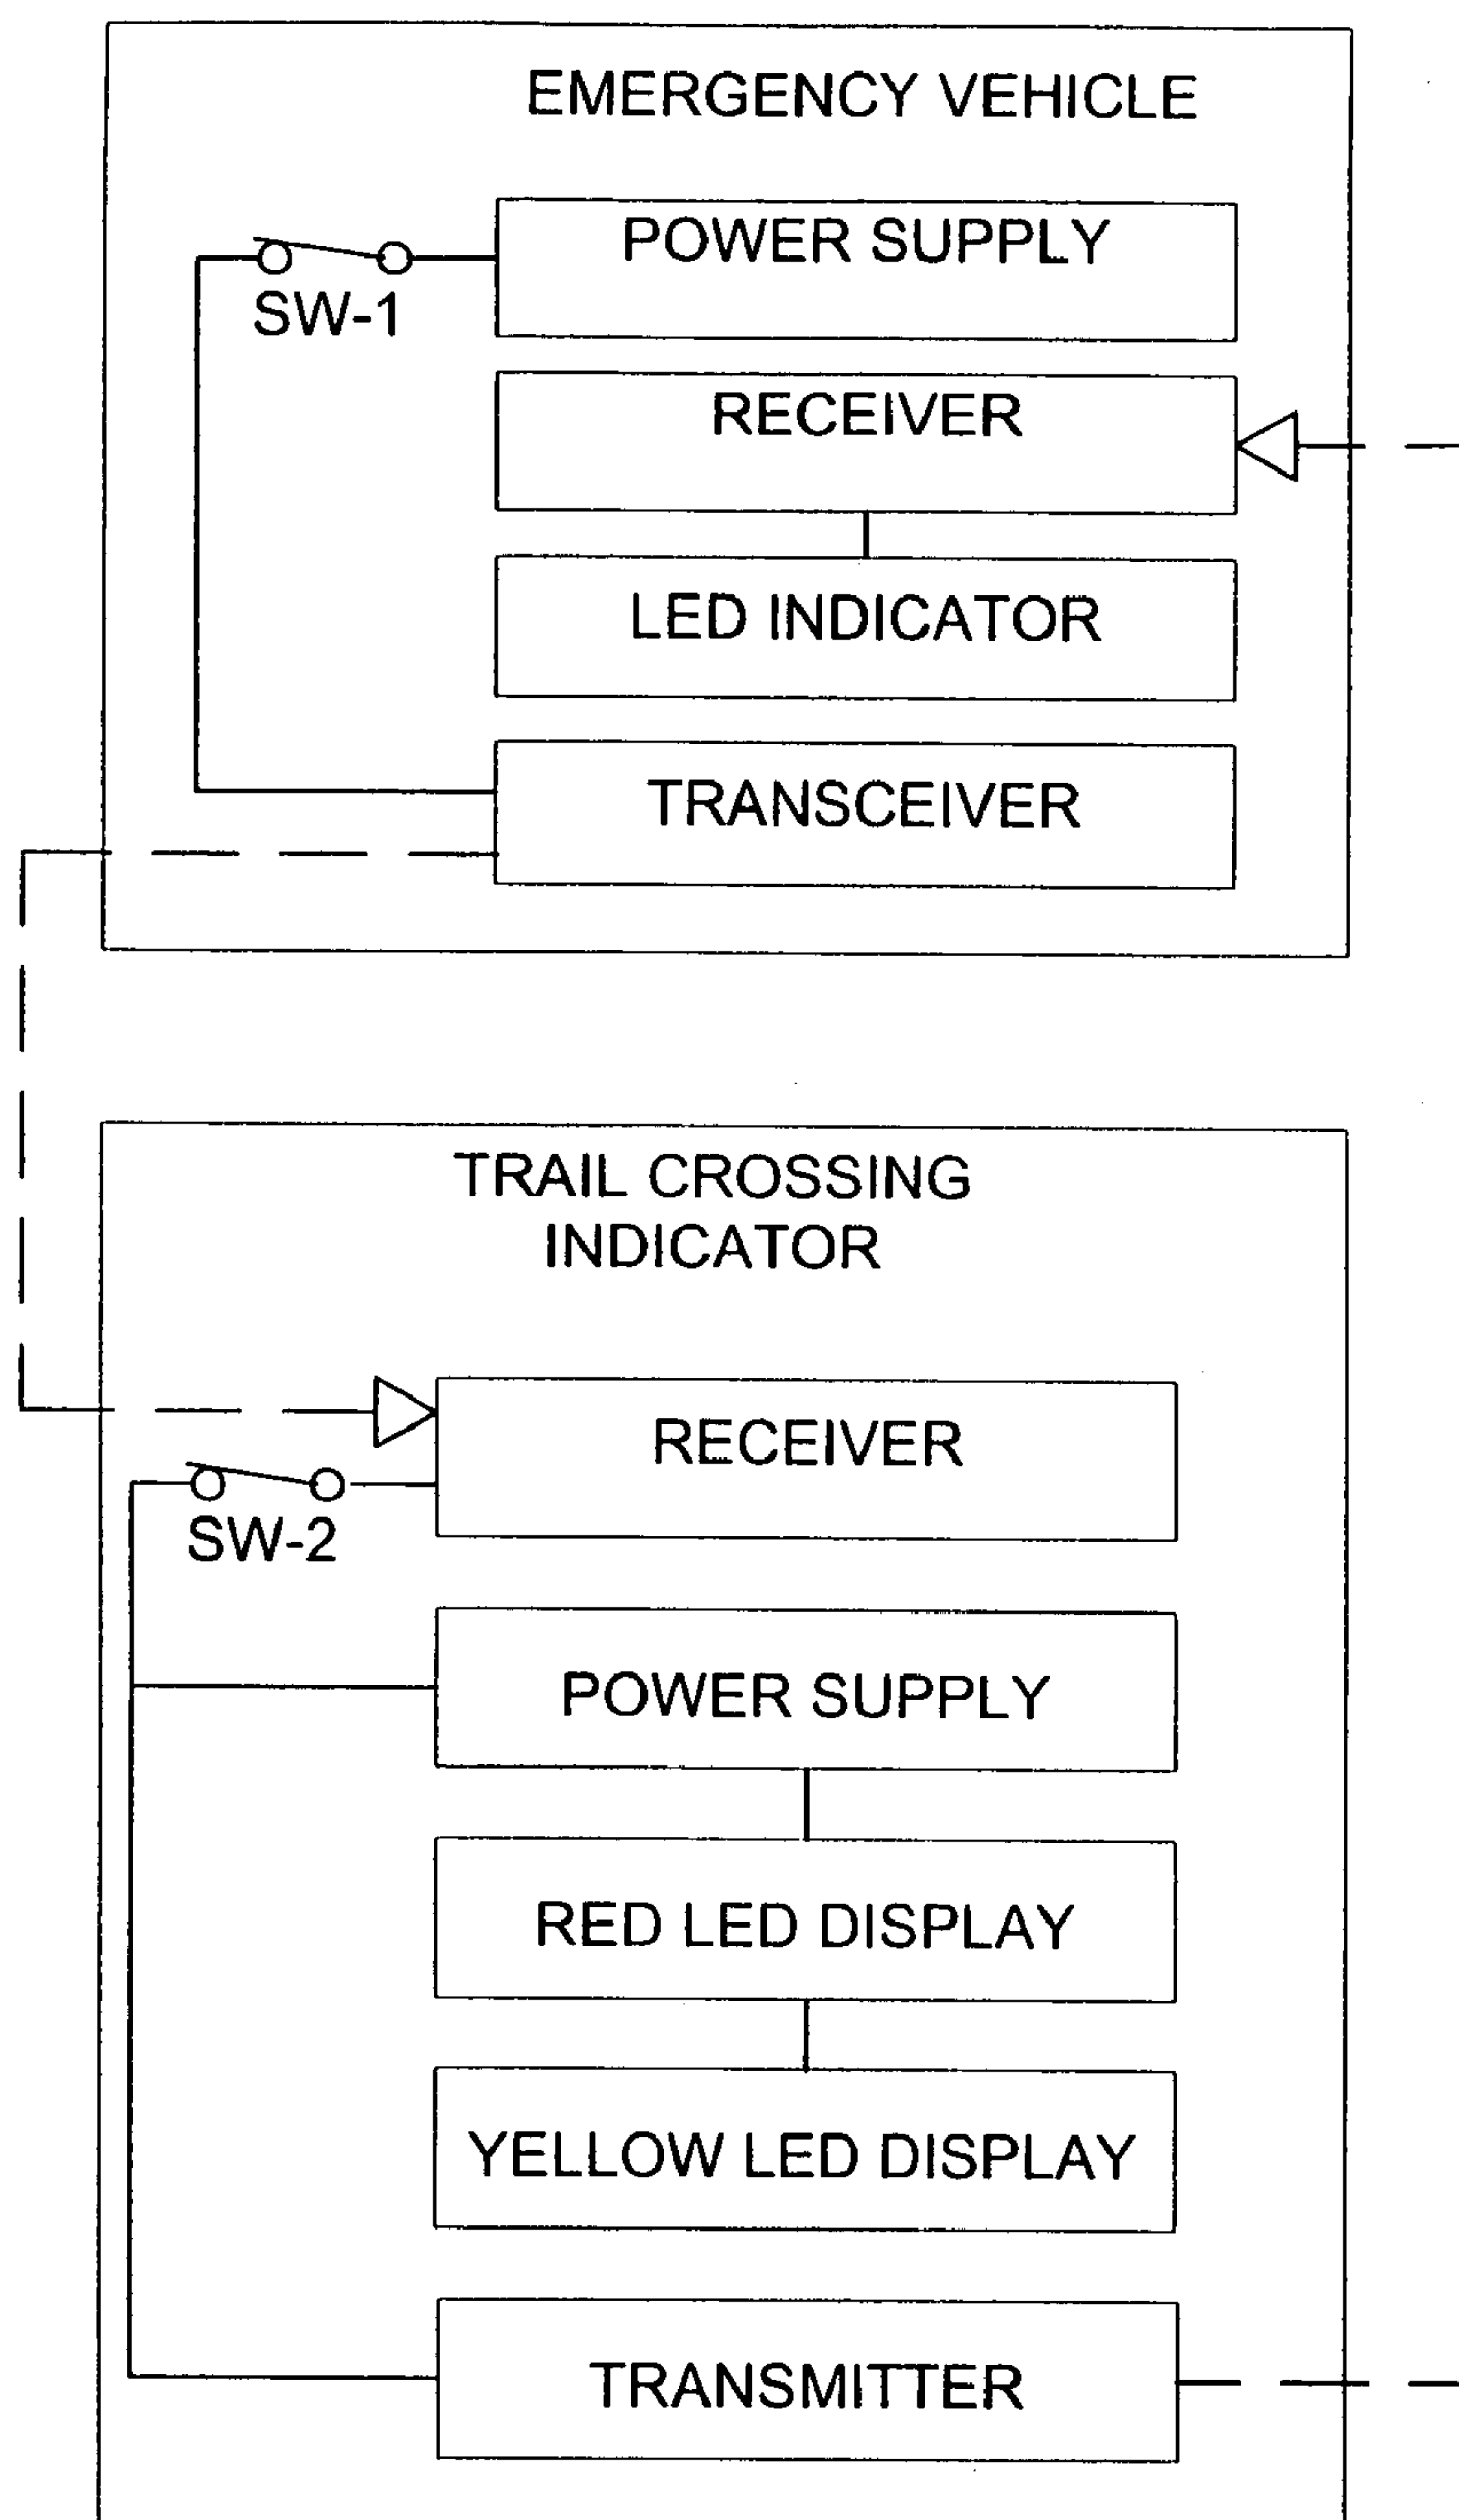 EMERGENCY VEHICLE
POWER SUPPLY
SW-1
RECEIVER
LED INDICATOR
TRANSCEIVER
TRAIL CROSSING
INDICATOR
RECEIVER
SW-2
POWER SUPPLY
RED LED DISPLAY
YELLOW LED DISPLAY
TRANSMITTER